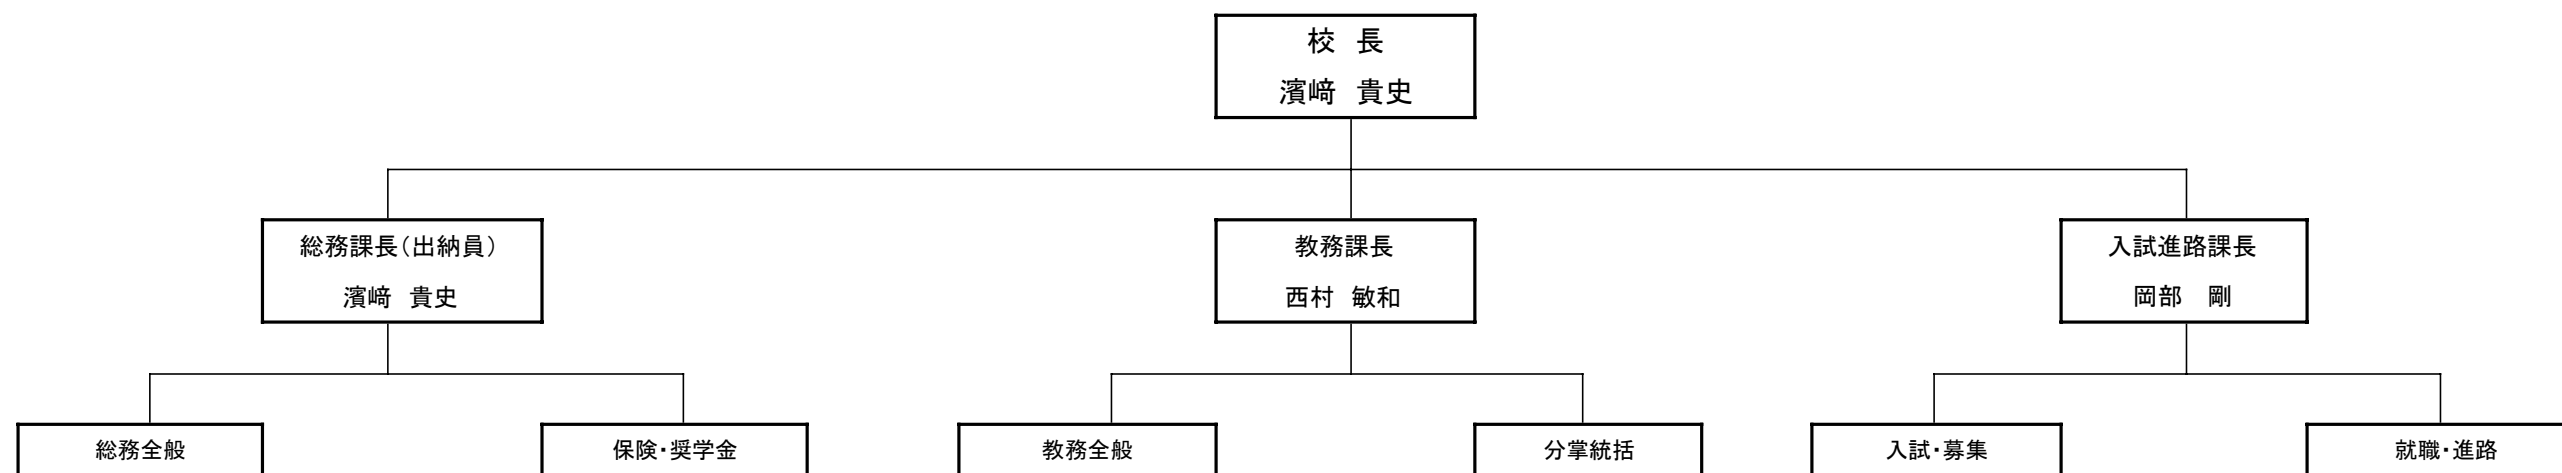 校　長
濱﨑　貴史
総務課長（出納員）
濱﨑　貴史
教務課長
西村　敏和
入試進路課長
岡部　剛
総務全般
保険・奨学金
教務全般
分掌統括
入試・募集
就職・進路